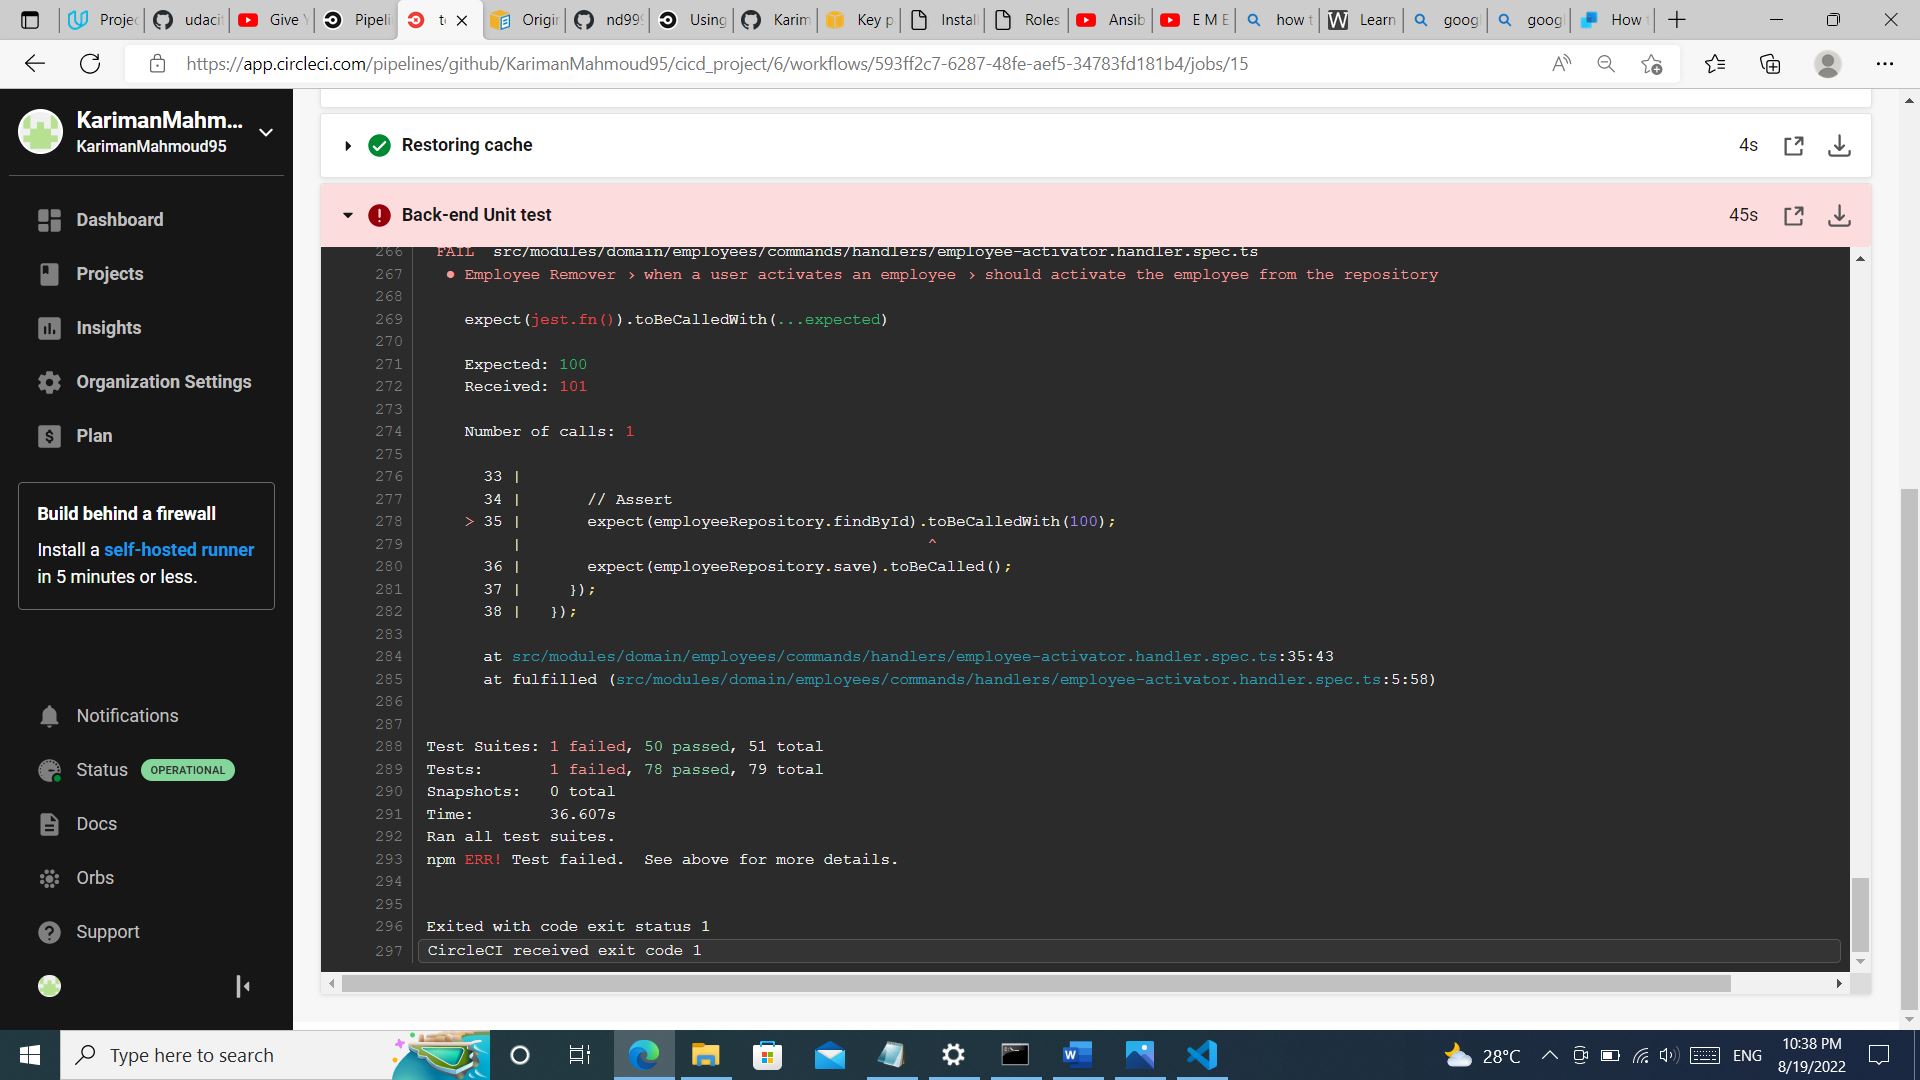 Projec
udacit
Give Y
Pipelin
te
Origin
nd999
Using
Karim
Key p
Install
Roles
Ansib
E M E
how t
Learn
googl
googl
How t
https://app.circleci.com/pipelines/github/KarimanMahmoud95/cicd_project/6/workflows/593ff2c7-6287-48fe-aef5-34783fd181b4/jobs/15
KarimanMahm...
KarimanMahmoud95
Dashboard
Projects
Insights
Organization Settings
Plan
Build behind a firewall
Install a self-hosted runner
in 5 minutes or less.
Notifications
Status OPERATIONAL
Docs
Orbs
Support
Restoring cache 4s
Back-end Unit test 45s
266 FAIL src/modules/domain/employees/commands/handlers/employee-activator.handler.spec.ts
267 ● Employee Remover › when a user activates an employee › should activate the employee from the repository
268
269 expect(jest.fn()).toBeCalledWith(...expected)
270
271 Expected: 100
272 Received: 101
273
274 Number of calls: 1
275
276 33 |
277 34 | // Assert
278 > 35 | expect(employeeRepository.findById).toBeCalledWith(100);
279 | ^
280 36 | expect(employeeRepository.save).toBeCalled();
281 37 | });
282 38 | });
283
284 at src/modules/domain/employees/commands/handlers/employee-activator.handler.spec.ts:35:43
285 at fulfilled (src/modules/domain/employees/commands/handlers/employee-activator.handler.spec.ts:5:58)
286
287
288 Test Suites: 1 failed, 50 passed, 51 total
289 Tests: 1 failed, 78 passed, 79 total
290 Snapshots: 0 total
291 Time: 36.607s
292 Ran all test suites.
293 npm ERR! Test failed. See above for more details.
294
295
296 Exited with code exit status 1
297 CircleCI received exit code 1
Type here to search
28°C
ENG
10:38 PM
8/19/2022